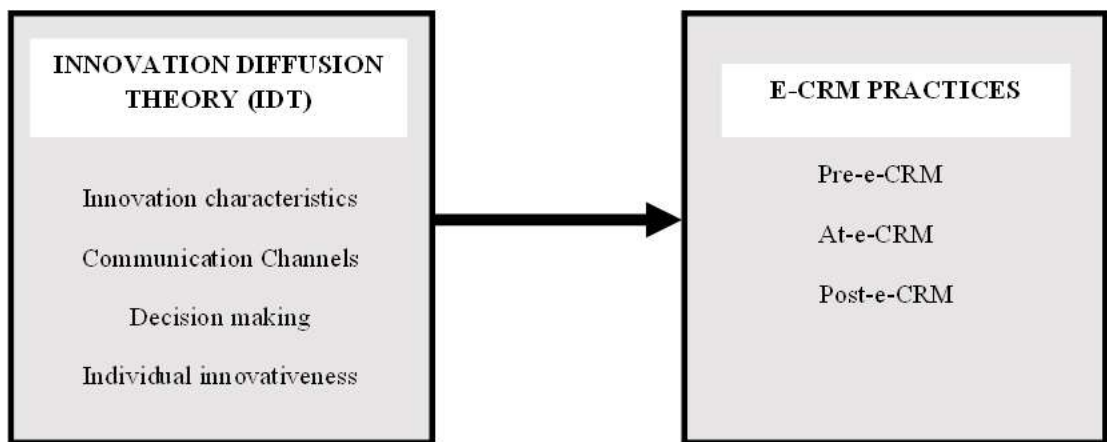 INNOVATION DIFFUSION
THEORY (IDT)
Innovation characteristics
Communication Channels
Decision making
Individual innovativeness
E-CRM PRACTICES
Pre-e-CRM
At-e-CRM
Post-e-CRM